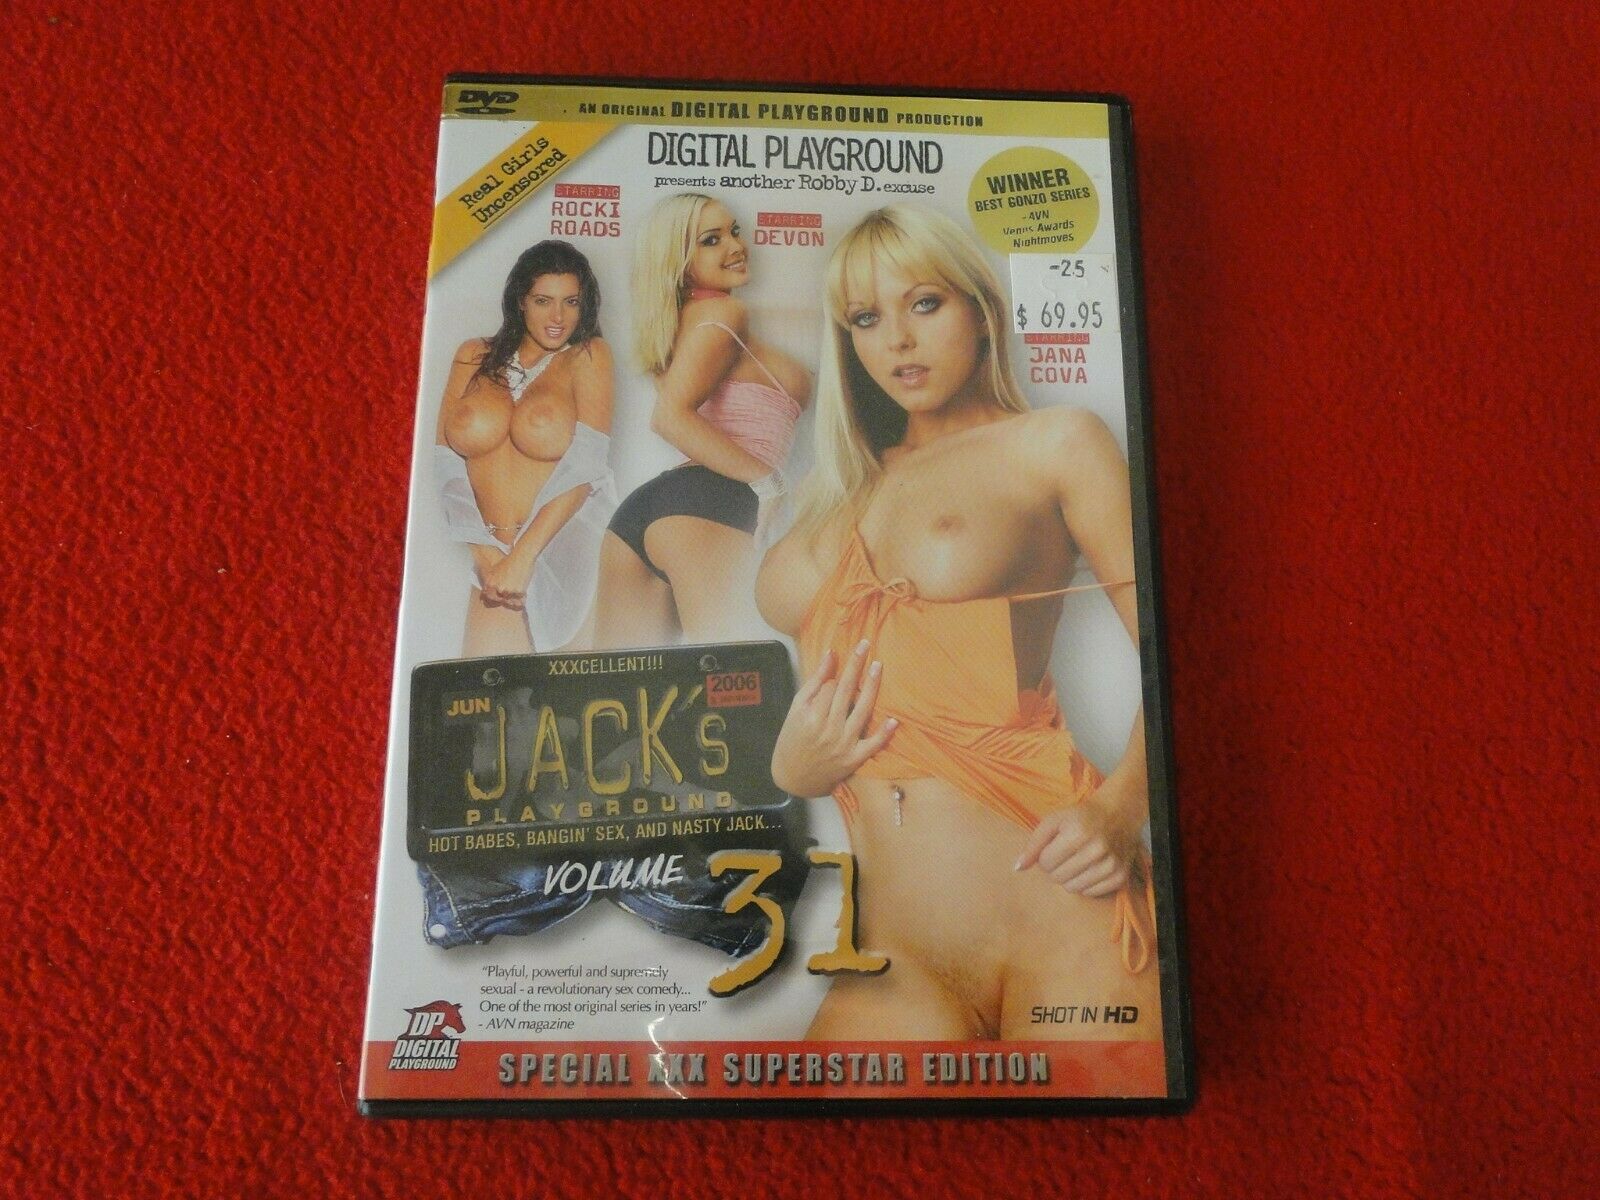 DVD
AN ORIGINAL DIGITAL PLAYGROUND PRODUCTION
Real Girls
Uncensored
DIGITAL PLAYGROUND
presents another Robby D. excuse
STARRING
ROCKI
ROADS
STARRING
DEVON
WINNER
BEST GONZO SERIES
- AVN
Venus Awards
Nightmoves
-25
$ 69.95
STARRING
JANA
COVA
XXXCELLENT!!!
JUN
2006
JACK's
PLAYGROUND
HOT BABES, BANGIN' SEX, AND NASTY JACK...
VOLUME 31
"Playful, powerful and supremely
sexual - a revolutionary sex comedy...
One of the most original series in years!"
- AVN magazine
SHOT IN HD
DP
DIGITAL
PLAYGROUND
SPECIAL XXX SUPERSTAR EDITION